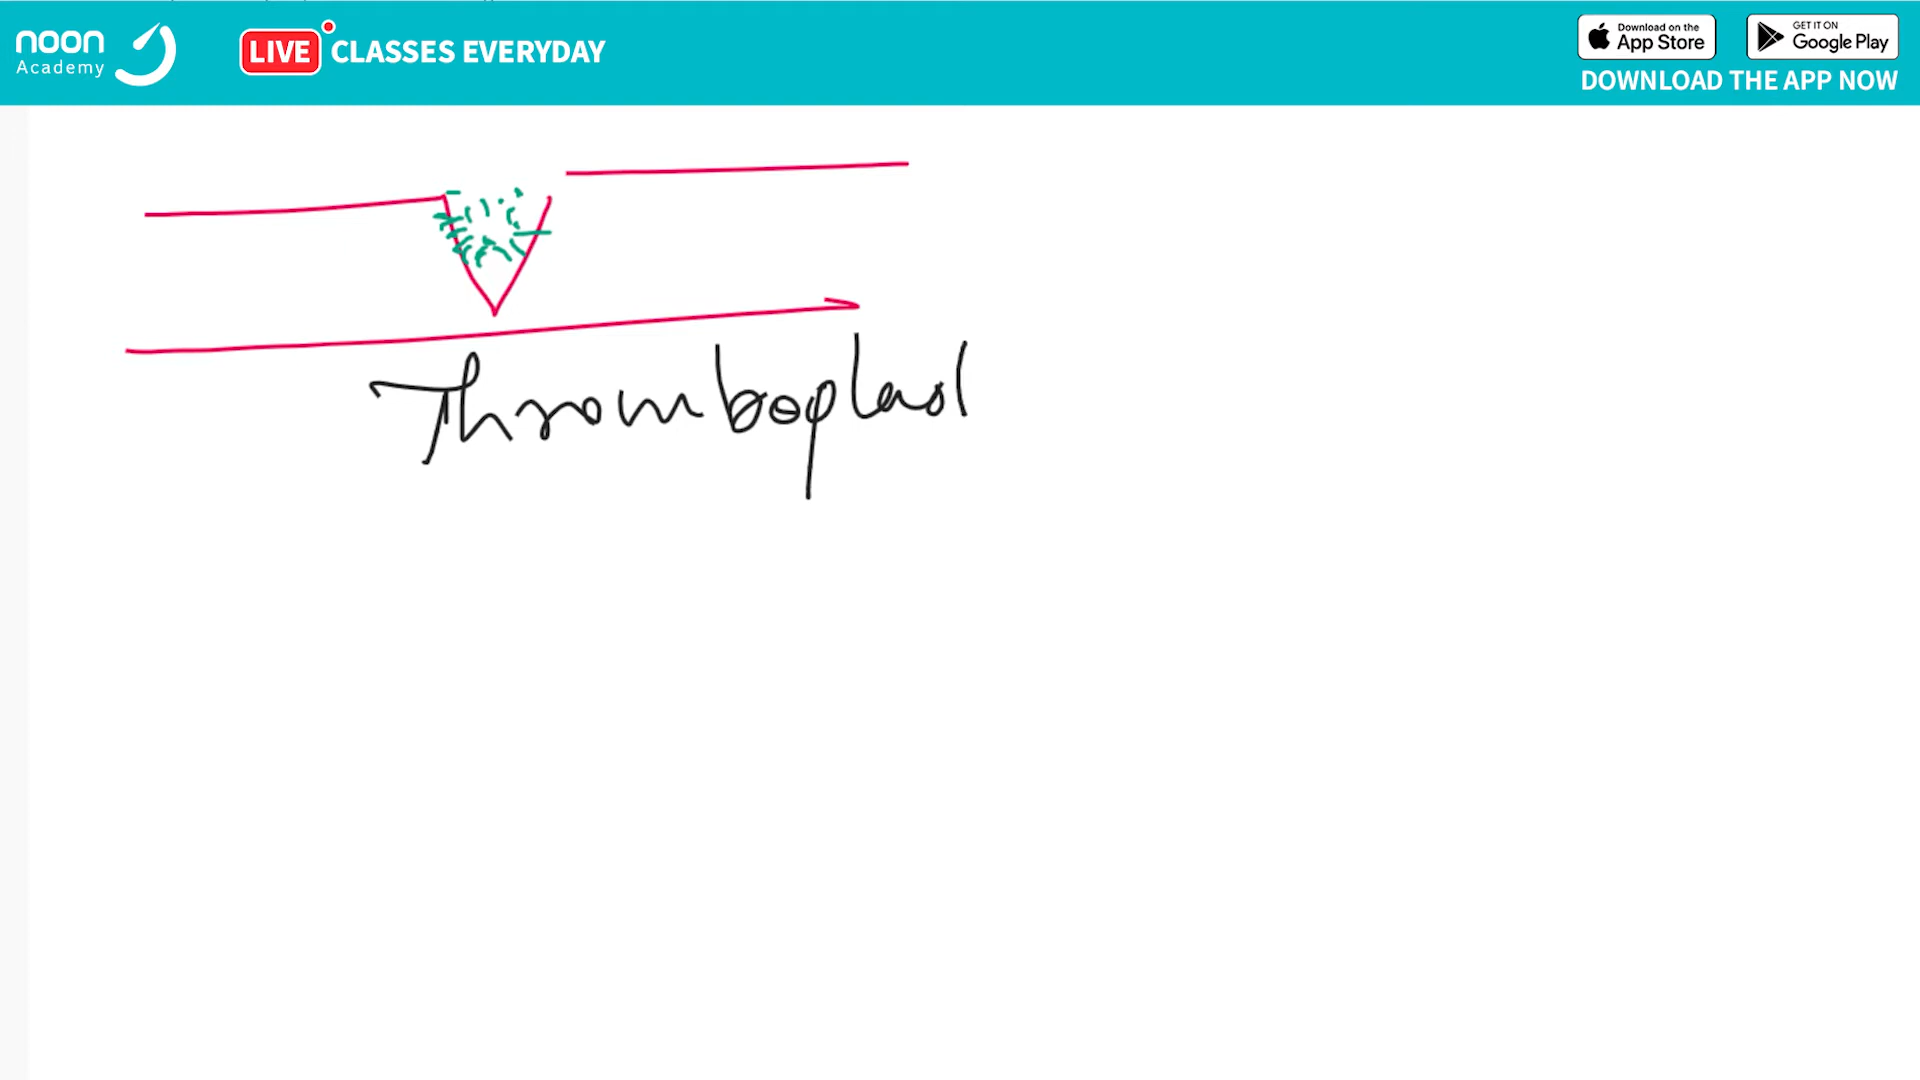 noon
Academy
LIVE CLASSES EVERYDAY
Download on the
App Store
GET IT ON
Google Play
DOWNLOAD THE APP NOW
Thromboplad